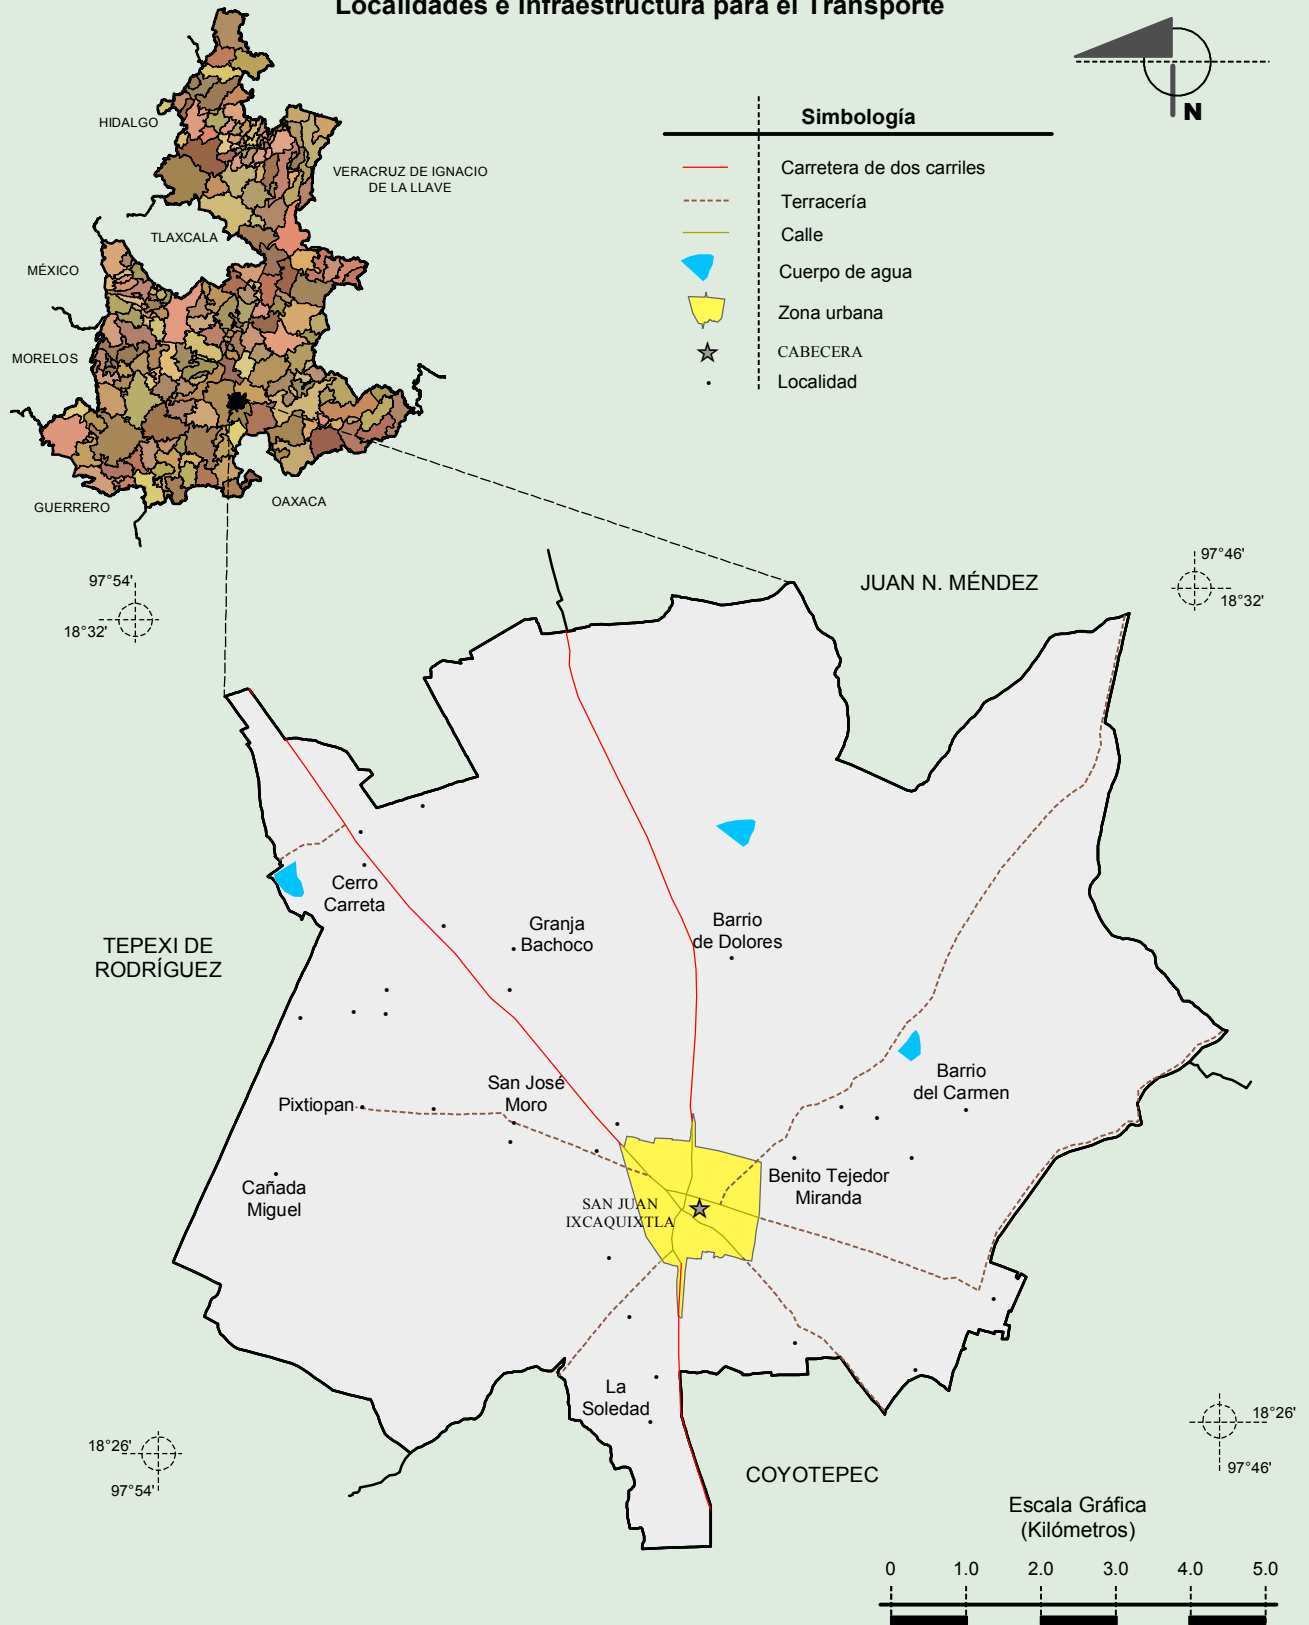 Localidades e Infraestructura para el Transporte
N
Simbología
Carretera de dos carriles
Terracería
Calle
Cuerpo de agua
Zona urbana
CABECERA
Localidad
HIDALGO
VERACRUZ DE IGNACIO
DE LA LLAVE
TLAXCALA
MÉXICO
MORELOS
GUERRERO
OAXACA
97°54'
18°32'
JUAN N. MÉNDEZ
97°46'
18°32'
Cerro
Carreta
Granja
Bachoco
Barrio
de Dolores
TEPEXI DE
RODRÍGUEZ
San José
Moro
Pixtiopan
Barrio
del Carmen
Cañada
Miguel
SAN JUAN
IXCAQUIXTLA
Benito Tejedor
Miranda
La
Soledad
18°26'
97°54'
COYOTEPEC
18°26'
97°46'
Escala Gráfica
(Kilómetros)
0 1.0 2.0 3.0 4.0 5.0